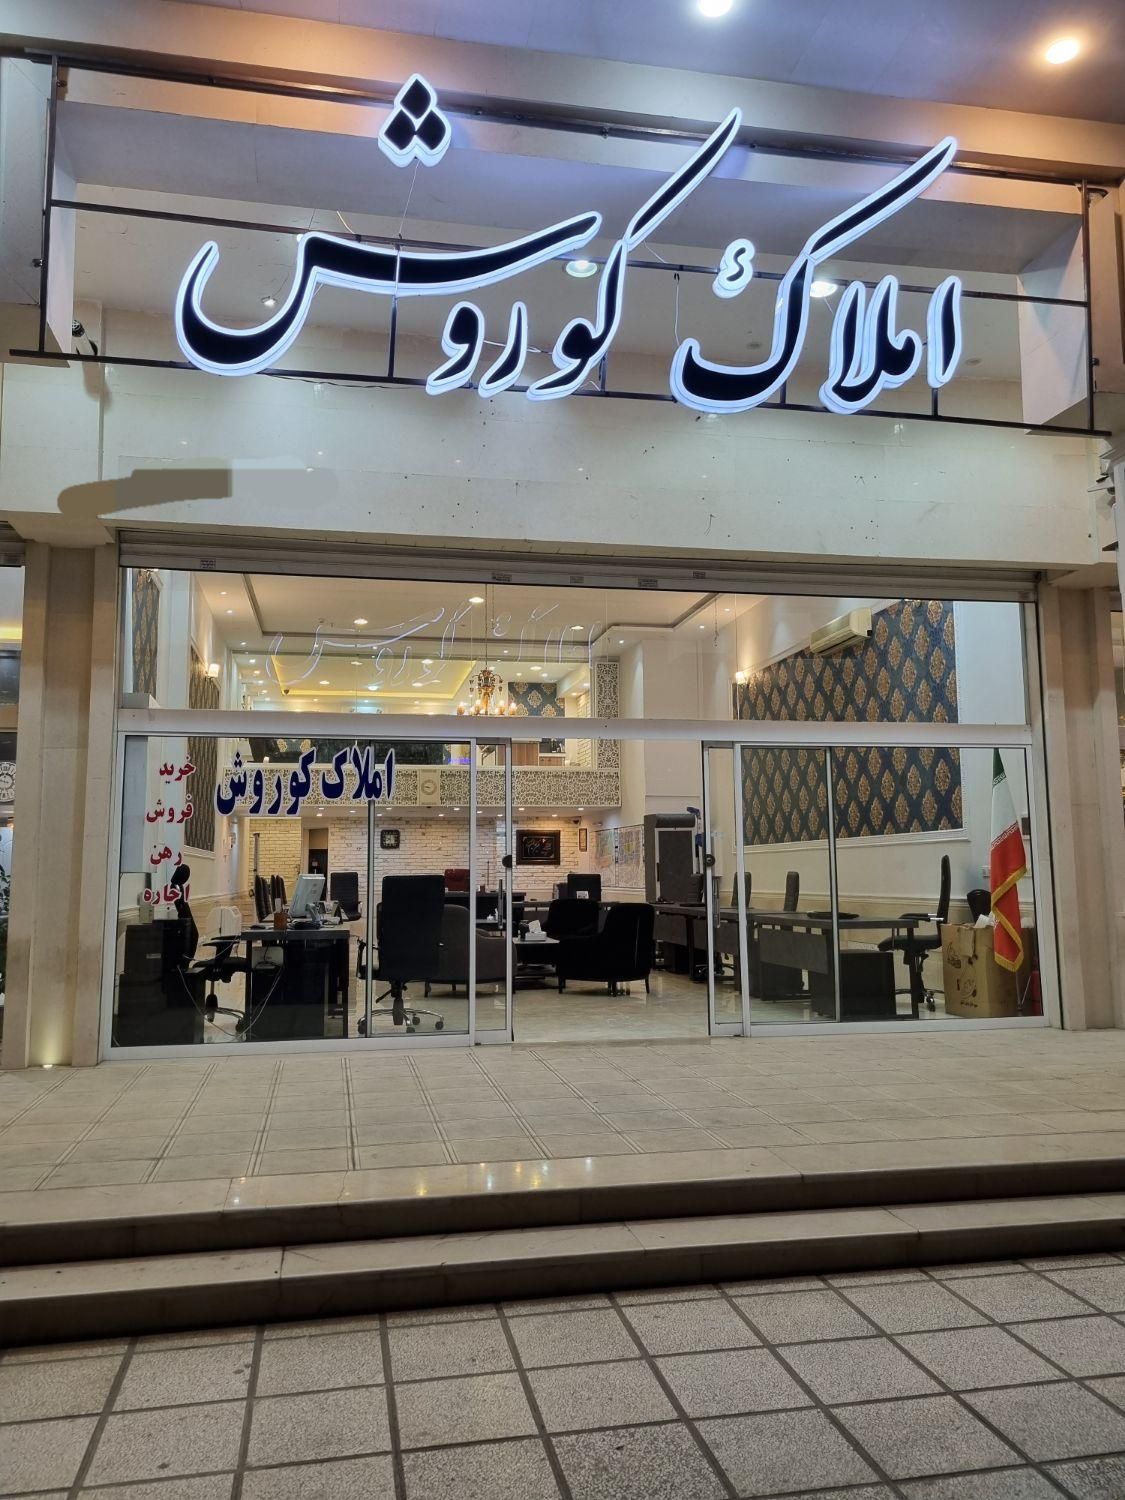 املاک کوروش
املاک کوروش
خرید
فروش
رهن
اجاره